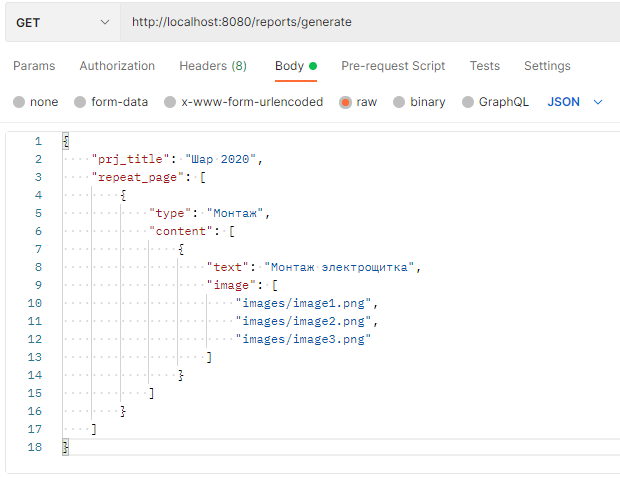 GET http://localhost:8080/reports/generate
Params Authorization Headers (8) Body Pre-request Script Tests Settings
none form-data x-www-form-urlencoded raw binary GraphQL JSON
1 {
2 "prj_title": "Шар 2020",
3 "repeat_page": [
4 {
5 "type": "Монтаж",
6 "content": [
7 {
8 "text": "Монтаж электрощитка",
9 "image": [
10 "images/image1.png",
11 "images/image2.png",
12 "images/image3.png"
13 ]
14 }
15 ]
16 }
17 ]
18 }